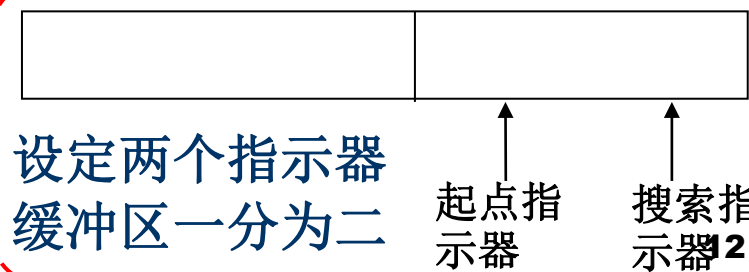 设定两个指示器
缓冲区一分为二
起点指
示器
搜索指
示器
12